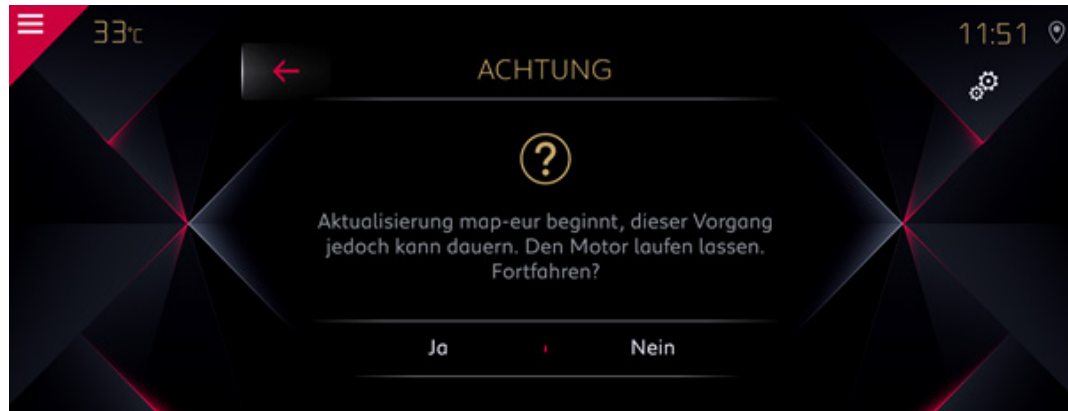 33°C
11:51
ACHTUNG
?
Aktualisierung map-eur beginnt, dieser Vorgang
jedoch kann dauern. Den Motor laufen lassen.
Fortfahren?
Ja
Nein